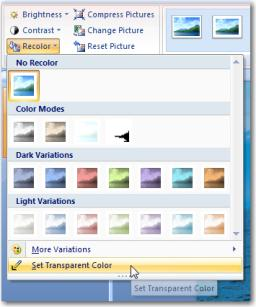 Brightness Compress Pictures
Contrast Change Picture
Recolor Reset Picture
No Recolor
Color Modes
Dark Variations
Light Variations
More Variations
Set Transparent Color
Set Transparent Color